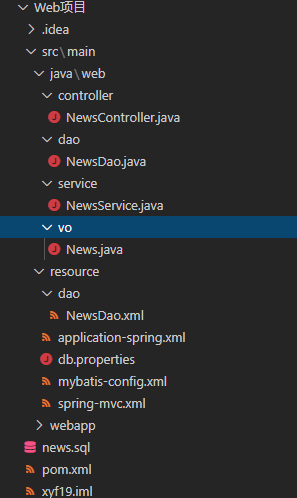 Web项目
.idea
src\main
java\web
controller
NewsController.java
dao
NewsDao.java
service
NewsService.java
vo
News.java
resource
dao
NewsDao.xml
application-spring.xml
db.properties
mybatis-config.xml
spring-mvc.xml
webapp
news.sql
pom.xml
xyf19.iml